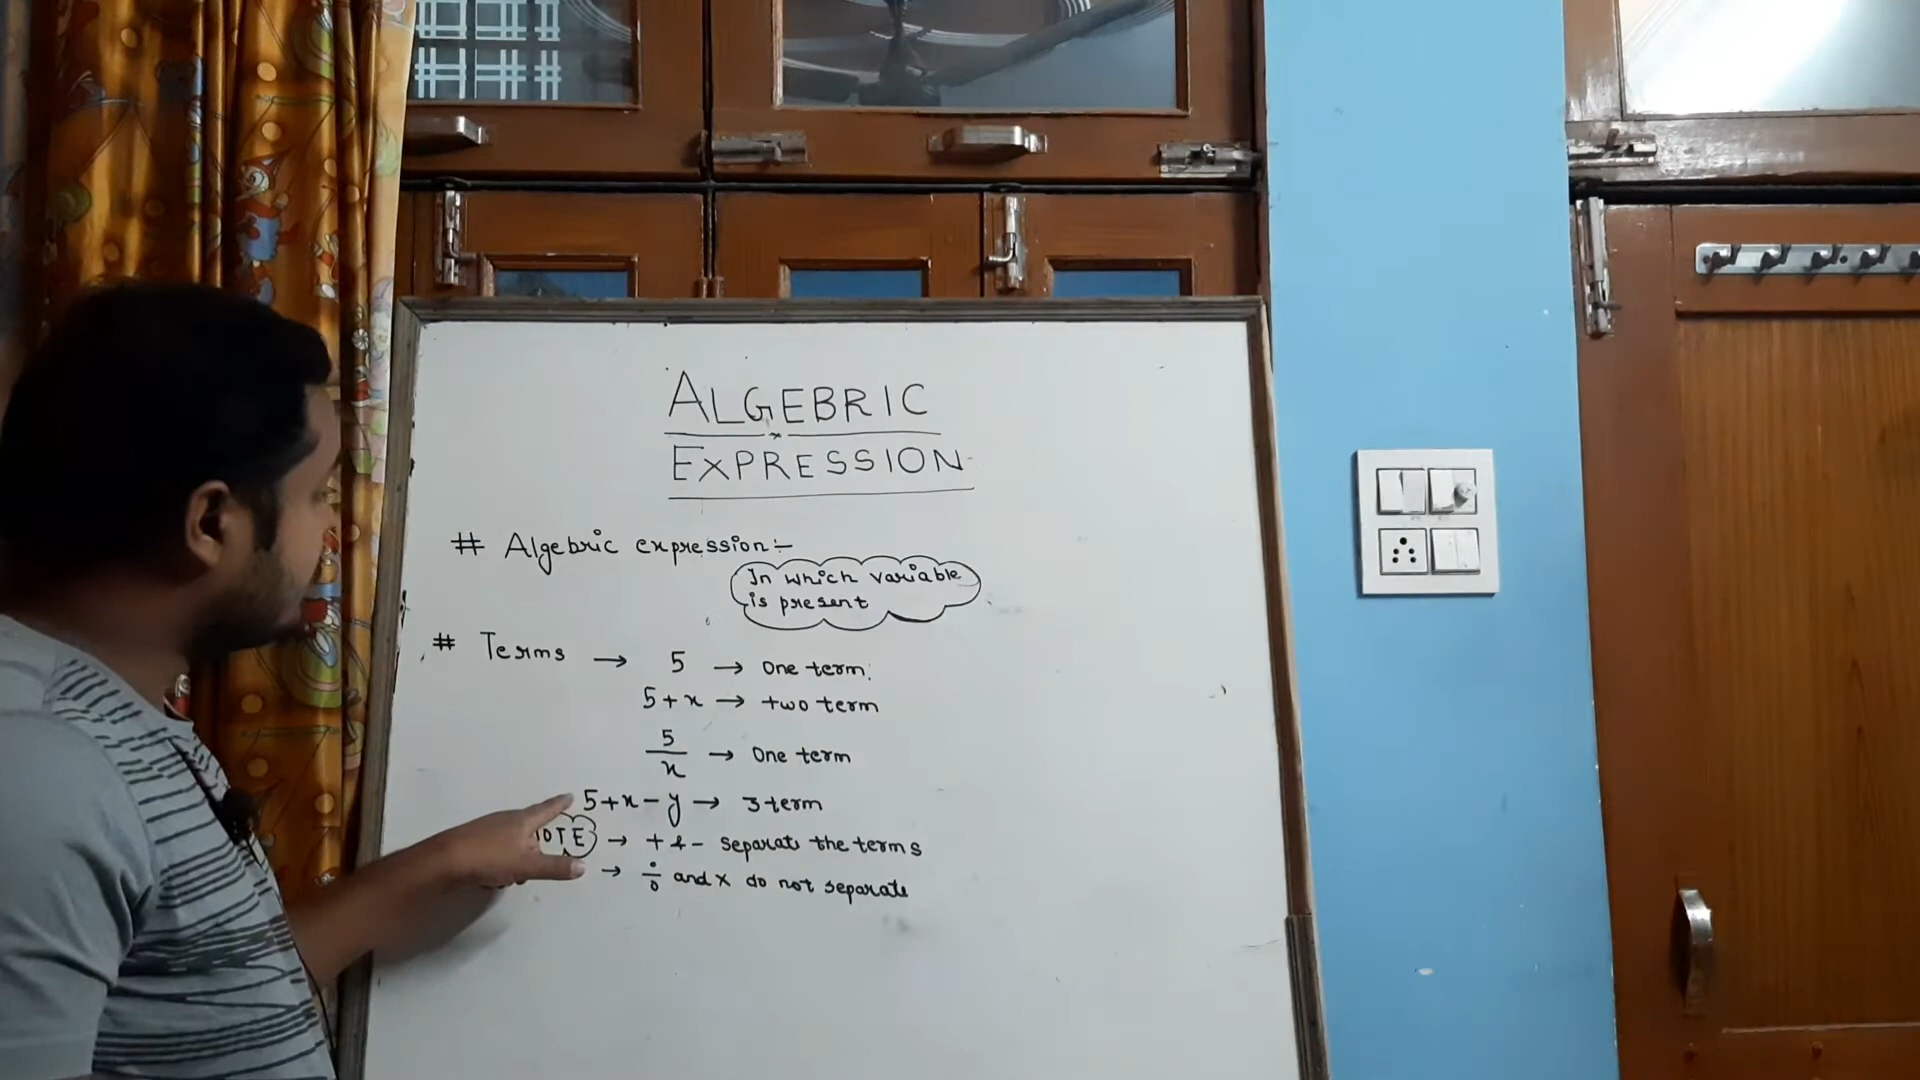 ALGEBRIC
EXPRESSION
# Algebric expression:-
In which variable
is present
# Terms → 5 → One term.
5+x → two term
5/x → One term
5+x-y → 3 term
NOTE → + & - separate the terms
→ ÷ and × do not separate